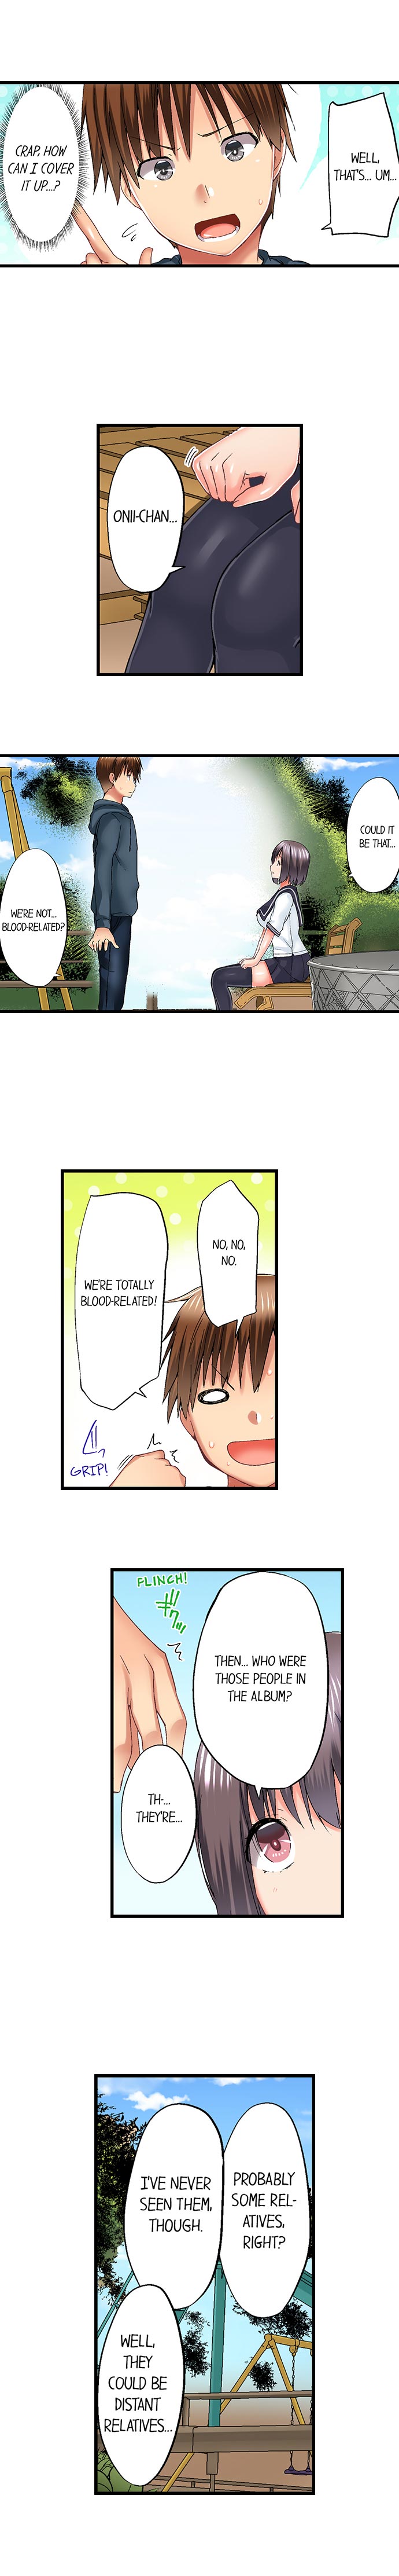 WELL,
THAT'S... UM...
CRAP, HOW
CAN I COVER
IT UP...?
ONII-CHAN...
COULD IT
BE THAT...
WE'RE NOT...
BLOOD-RELATED?
NO, NO,
NO.
WE'RE TOTALLY
BLOOD-RELATED!
GRIP!
FLINCH!
ギクッ
THEN... WHO WERE
THOSE PEOPLE IN
THE ALBUM?
TH-...
THEY'RE...
PROBABLY
SOME REL-
ATIVES,
RIGHT?
I'VE NEVER
SEEN THEM,
THOUGH.
WELL,
THEY
COULD BE
DISTANT
RELATIVES...